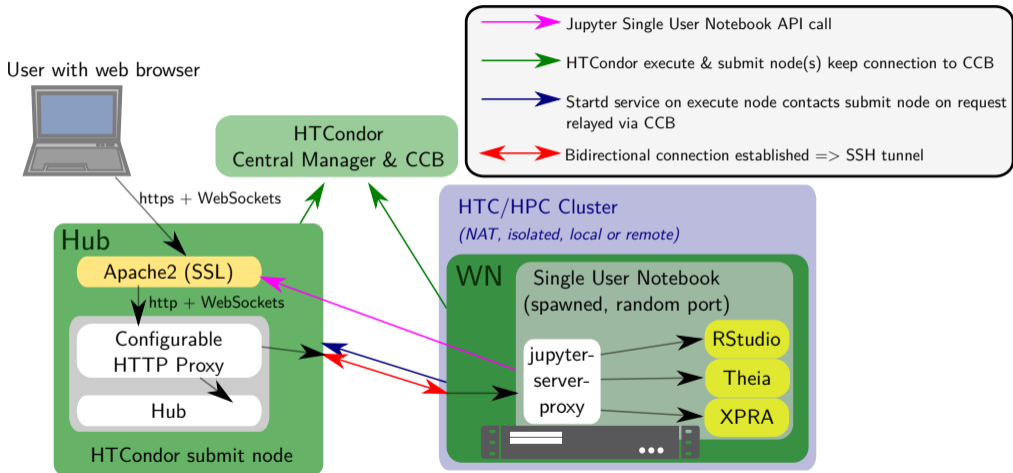 Jupyter Single User Notebook API call
HTCondor execute & submit node(s) keep connection to CCB
Startd service on execute node contacts submit node on request
relayed via CCB
Bidirectional connection established => SSH tunnel
User with web browser
HTCondor
Central Manager & CCB
https + WebSockets
HTC/HPC Cluster
(NAT, isolated, local or remote)
Hub
Apache2 (SSL)
http + WebSockets
Configurable
HTTP Proxy
Hub
HTCondor submit node
WN
Single User Notebook
(spawned, random port)
jupyter-
server-
proxy
RStudio
Theia
XPRA